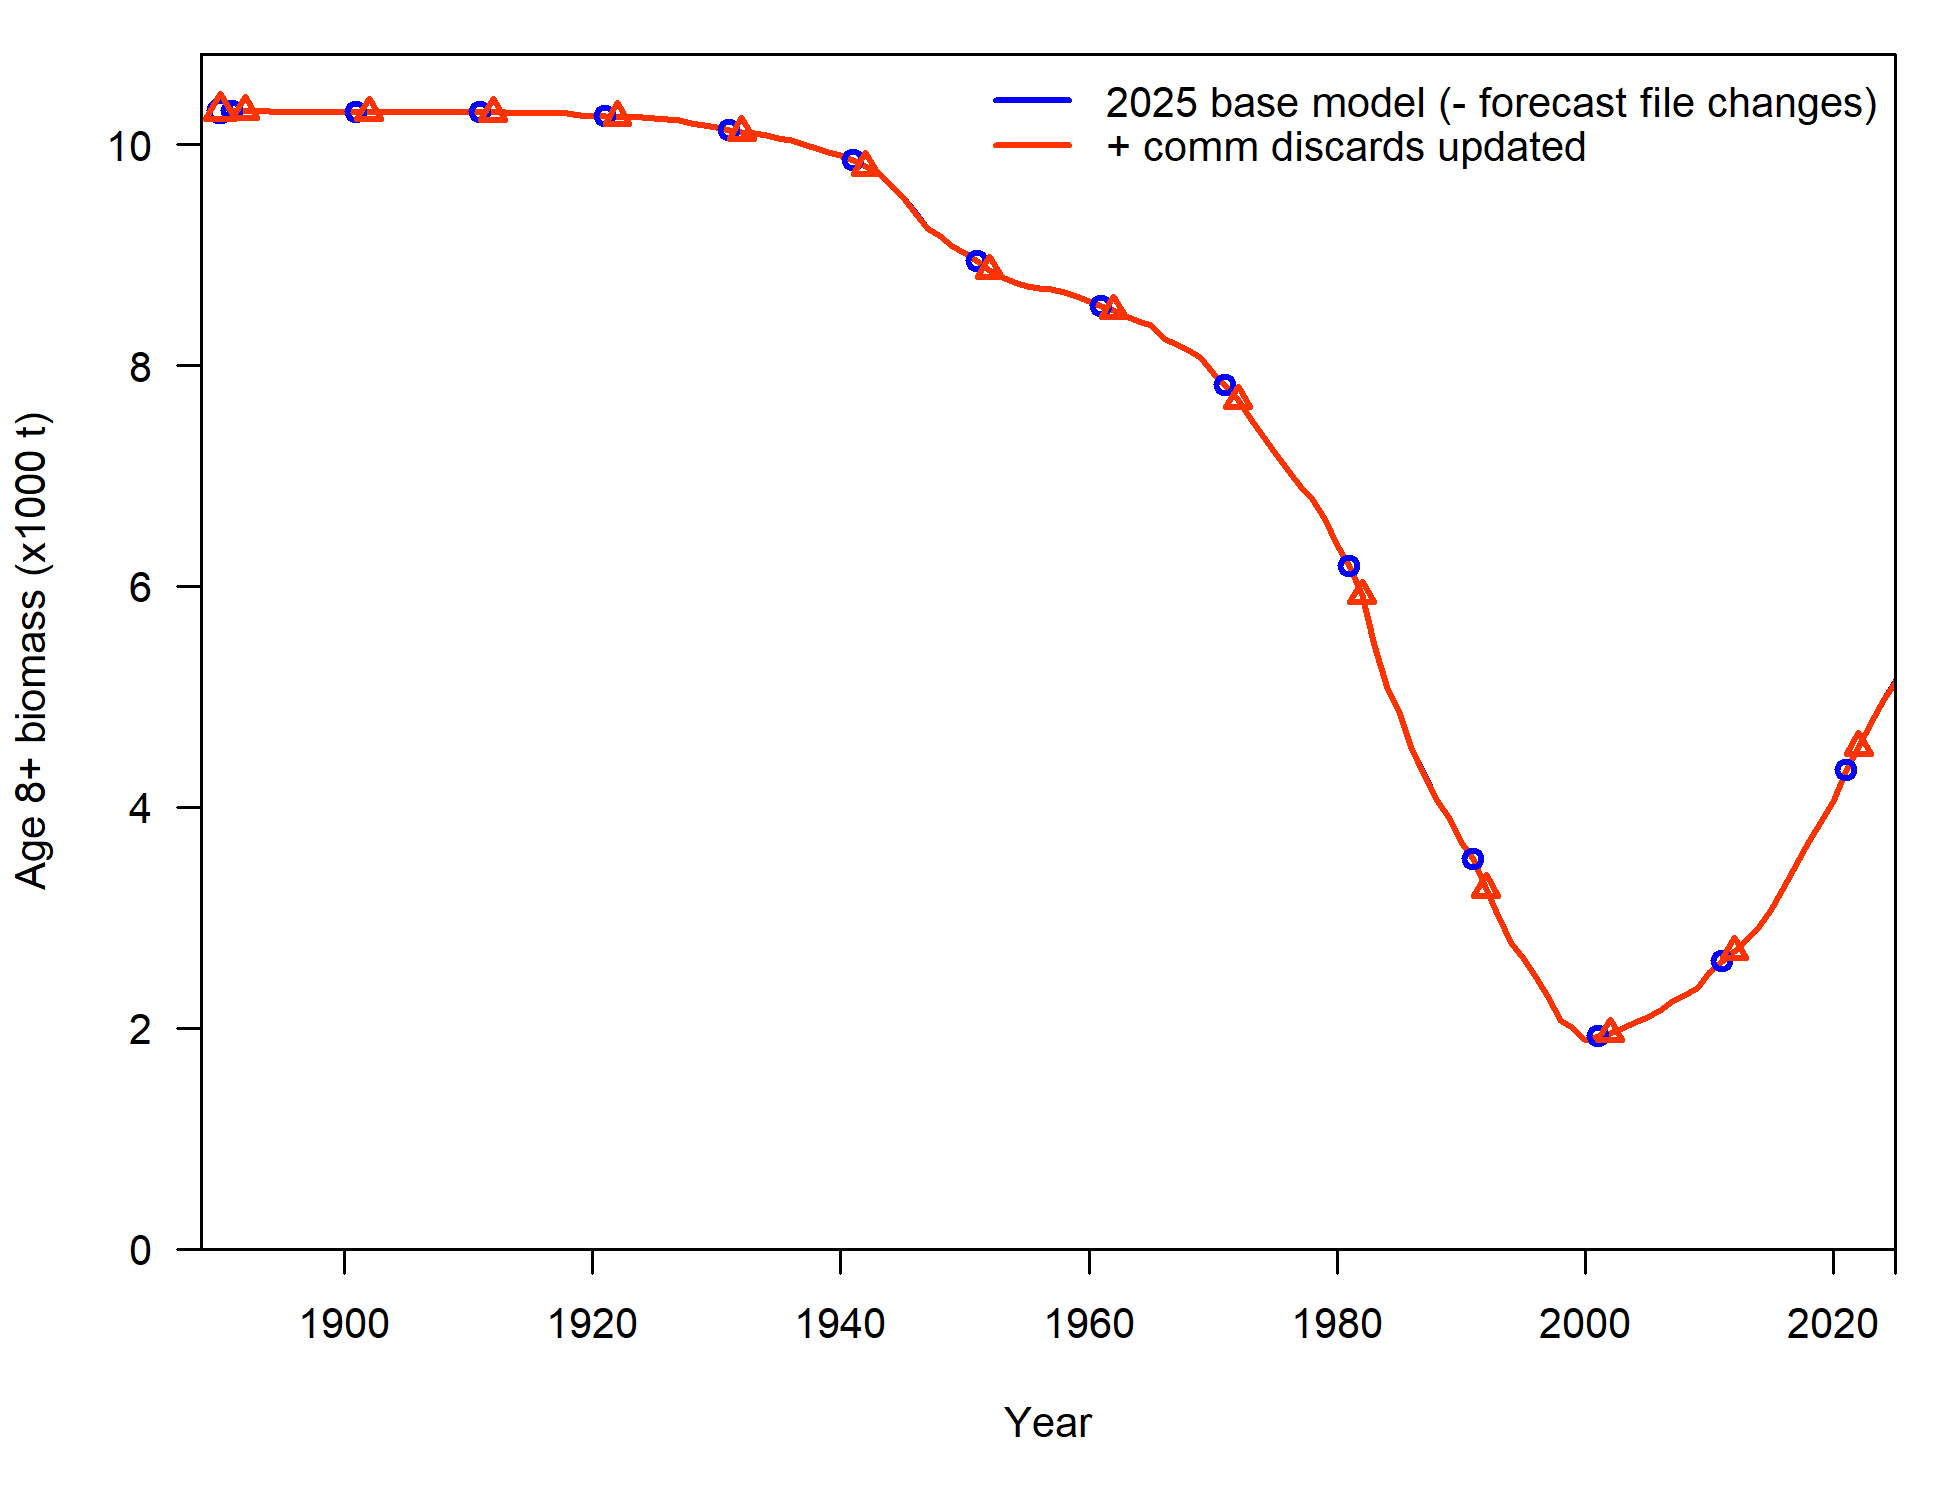 2025 base model (- forecast file changes)
+ comm discards updated
Age 8+ biomass (x1000 t)
10
8
6
4
2
0
1900 1920 1940 1960 1980 2000 2020
Year